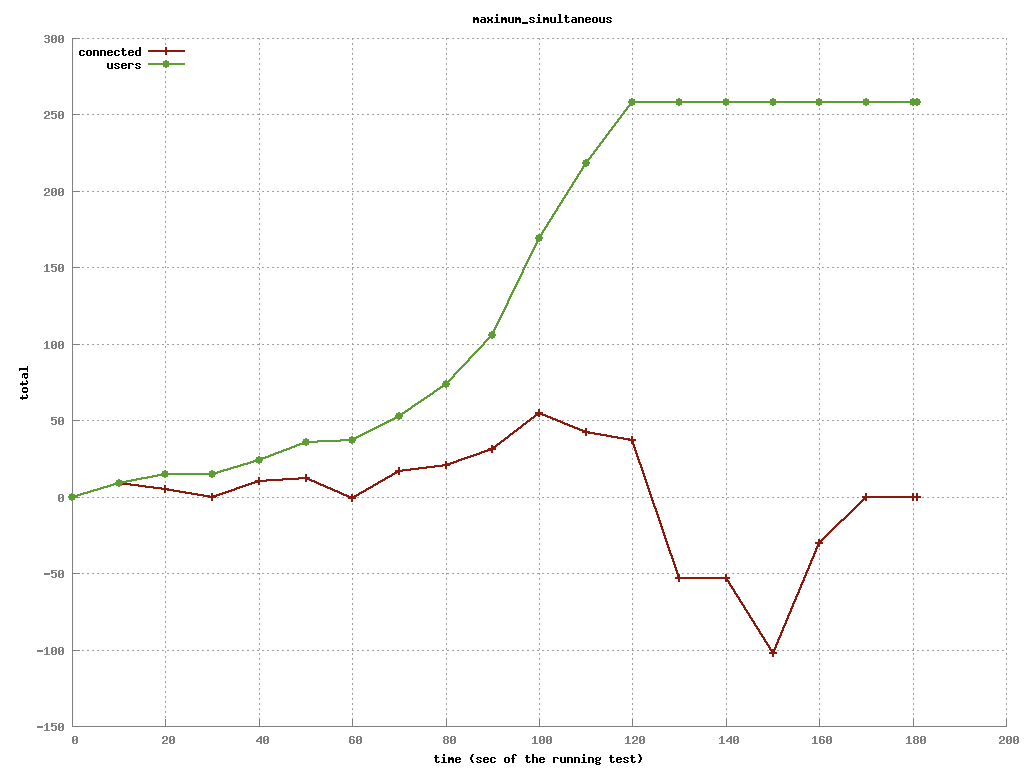 maximum_simultaneous
300
250
200
150
100
50
0
-50
-100
-150
connected
users
total
0 20 40 60 80 100 120 140 160 180 200
time (sec of the running test)